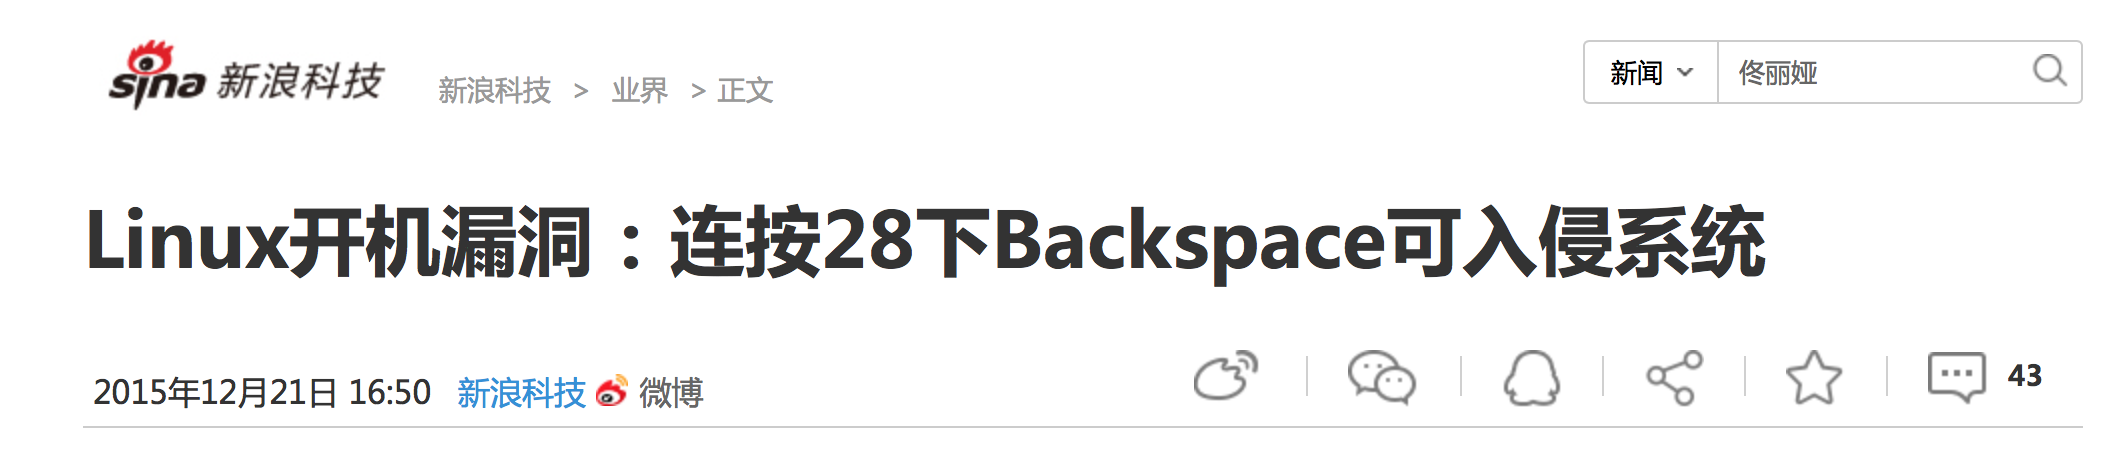 sina 新浪科技
新浪科技 > 业界 > 正文
新闻 佟丽娅
Linux开机漏洞：连按28下Backspace可入侵系统
2015年12月21日 16:50 新浪科技 微博
43